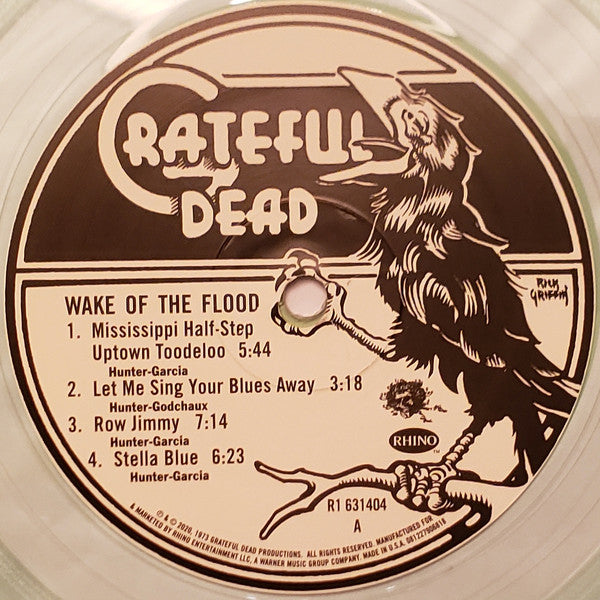 GRATEFUL
DEAD
RICK
GRIFFIN
WAKE OF THE FLOOD
1. Mississippi Half-Step
Uptown Toodeloo 5:44
Hunter-Garcia
2. Let Me Sing Your Blues Away 3:18
Hunter-Godchaux
3. Row Jimmy 7:14
Hunter-Garcia
4. Stella Blue 6:23
Hunter-Garcia
RHINO™
R1 631404
A
℗ & © 2020, 1973 GRATEFUL DEAD PRODUCTIONS. ALL RIGHTS RESERVED. MANUFACTURED FOR
& MARKETED BY RHINO ENTERTAINMENT LLC, A WARNER MUSIC GROUP COMPANY. MADE IN U.S.A. 081227906818